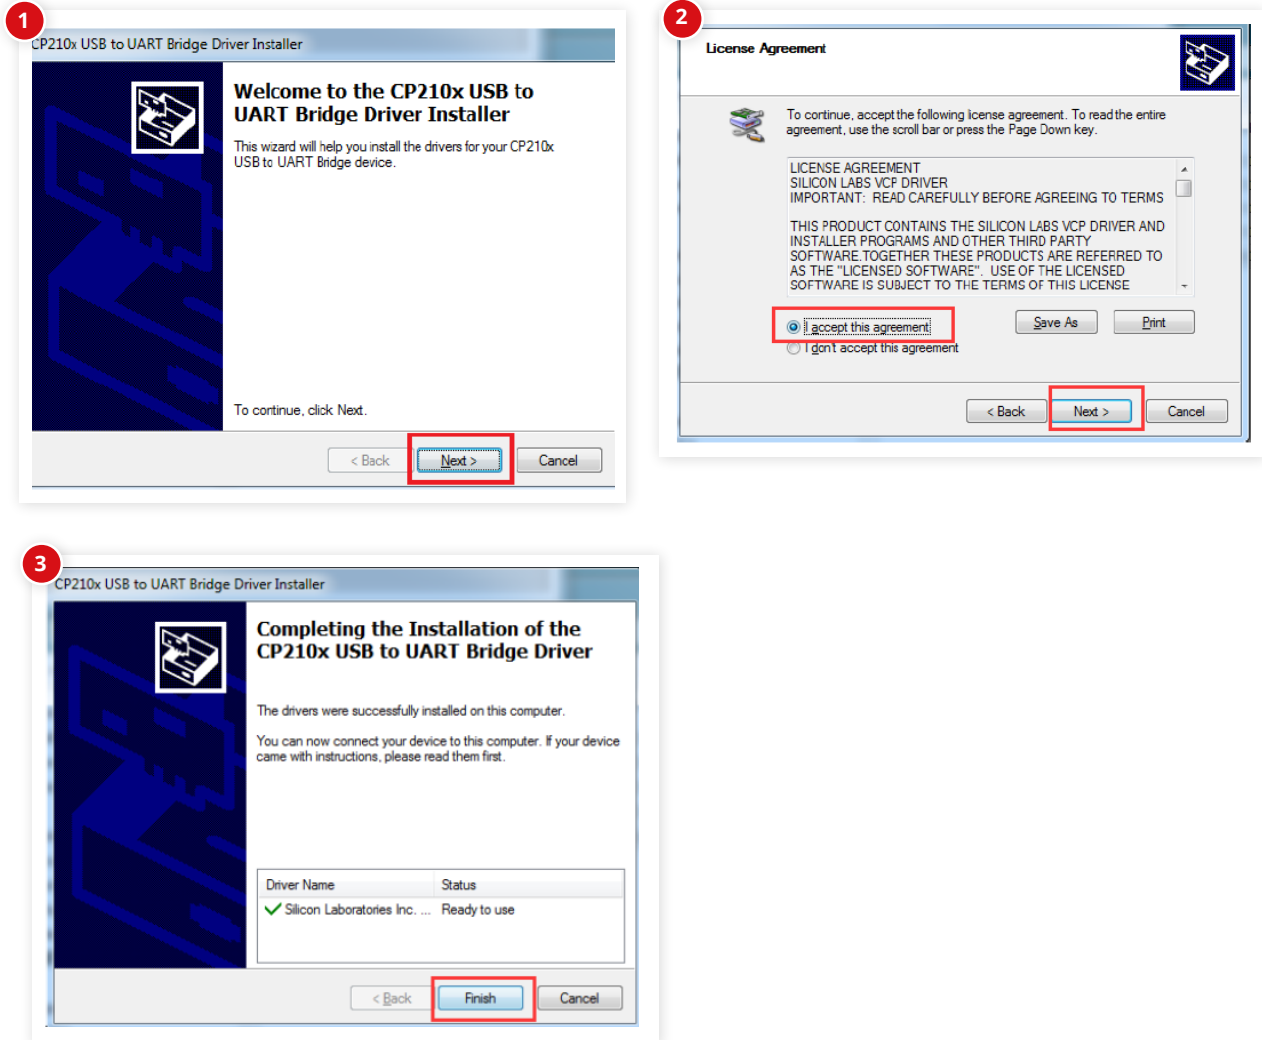 1
CP210x USB to UART Bridge Driver Installer
Welcome to the CP210x USB to
UART Bridge Driver Installer
This wizard will help you install the drivers for your CP210x
USB to UART Bridge device.
To continue, click Next.
< Back
Next >
Cancel
2
License Agreement
To continue, accept the following license agreement. To read the entire
agreement, use the scroll bar or press the Page Down key.
LICENSE AGREEMENT
SILICON LABS VCP DRIVER
IMPORTANT: READ CAREFULLY BEFORE AGREEING TO TERMS
THIS PRODUCT CONTAINS THE SILICON LABS VCP DRIVER AND
INSTALLER PROGRAMS AND OTHER THIRD PARTY
SOFTWARE.TOGETHER THESE PRODUCTS ARE REFERRED TO
AS THE "LICENSED SOFTWARE". USE OF THE LICENSED
SOFTWARE IS SUBJECT TO THE TERMS OF THIS LICENSE
I accept this agreement
I don't accept this agreement
Save As
Print
< Back
Next >
Cancel
3
CP210x USB to UART Bridge Driver Installer
Completing the Installation of the
CP210x USB to UART Bridge Driver
The drivers were successfully installed on this computer.
You can now connect your device to this computer. If your device
came with instructions, please read them first.
Driver Name Status
Silicon Laboratories Inc. ... Ready to use
< Back
Finish
Cancel